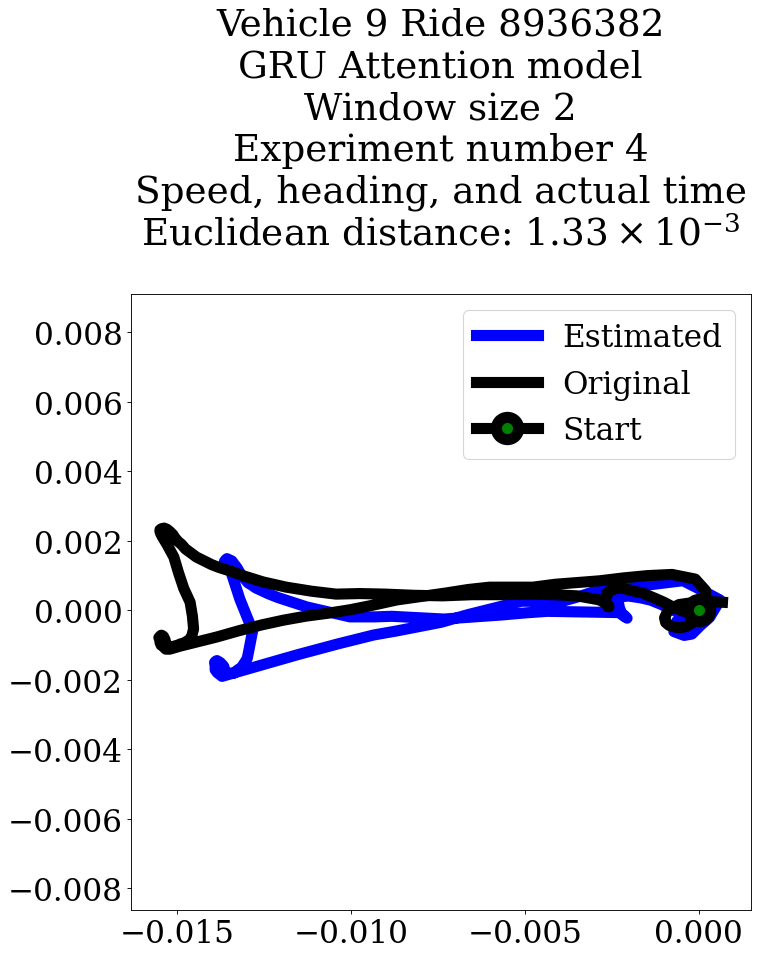 Vehicle 9 Ride 8936382
GRU Attention model
Window size 2
Experiment number 4
Speed, heading, and actual time
Euclidean distance: 1.33 × 10⁻³
Estimated
Original
Start
0.008
0.006
0.004
0.002
0.000
−0.002
−0.004
−0.006
−0.008
−0.015
−0.010
−0.005
0.000